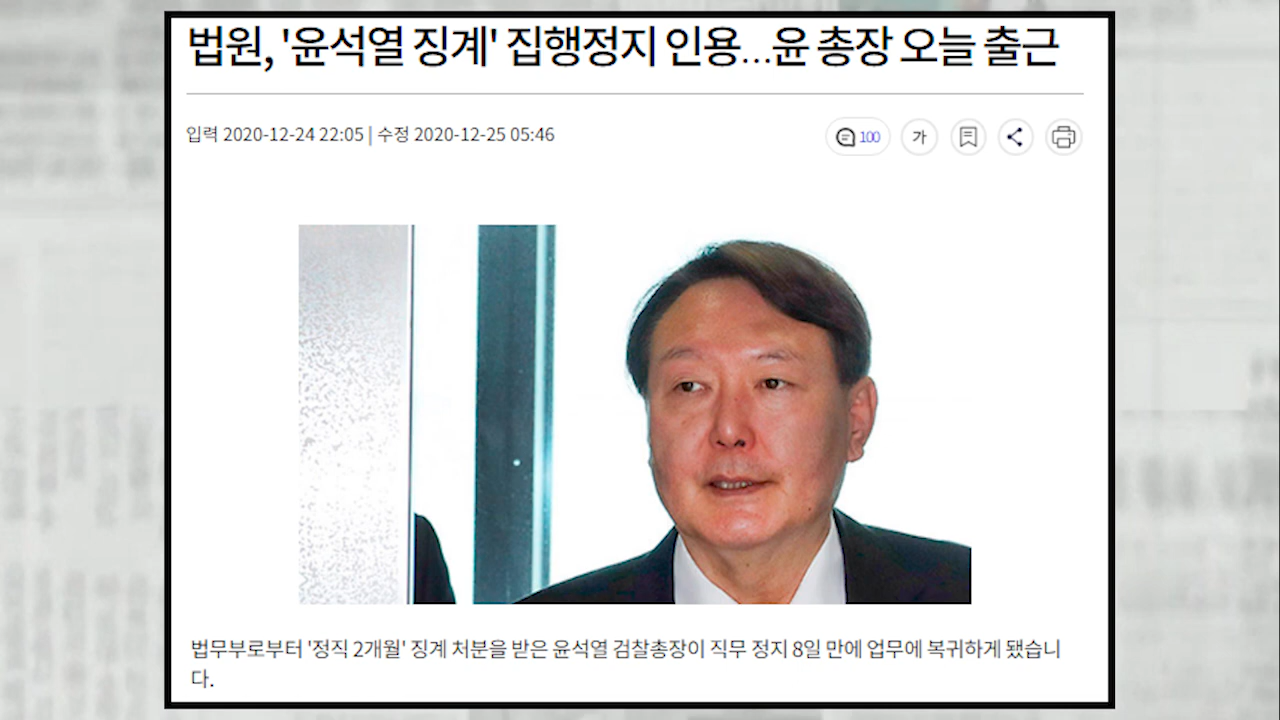 법원, '윤석열 징계' 집행정지 인용…윤 총장 오늘 출근
입력 2020-12-24 22:05 | 수정 2020-12-25 05:46
100
가
법무부로부터 '정직 2개월' 징계 처분을 받은 윤석열 검찰총장이 직무 정지 8일 만에 업무에 복귀하게 됐습니
다.